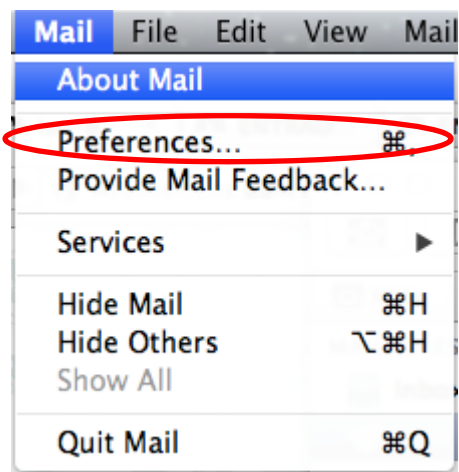 Mail File Edit View Mail
About Mail
Preferences... ⌘,
Provide Mail Feedback...
Services ▶
Hide Mail ⌘H
Hide Others ⌥⌘H
Show All
Quit Mail ⌘Q